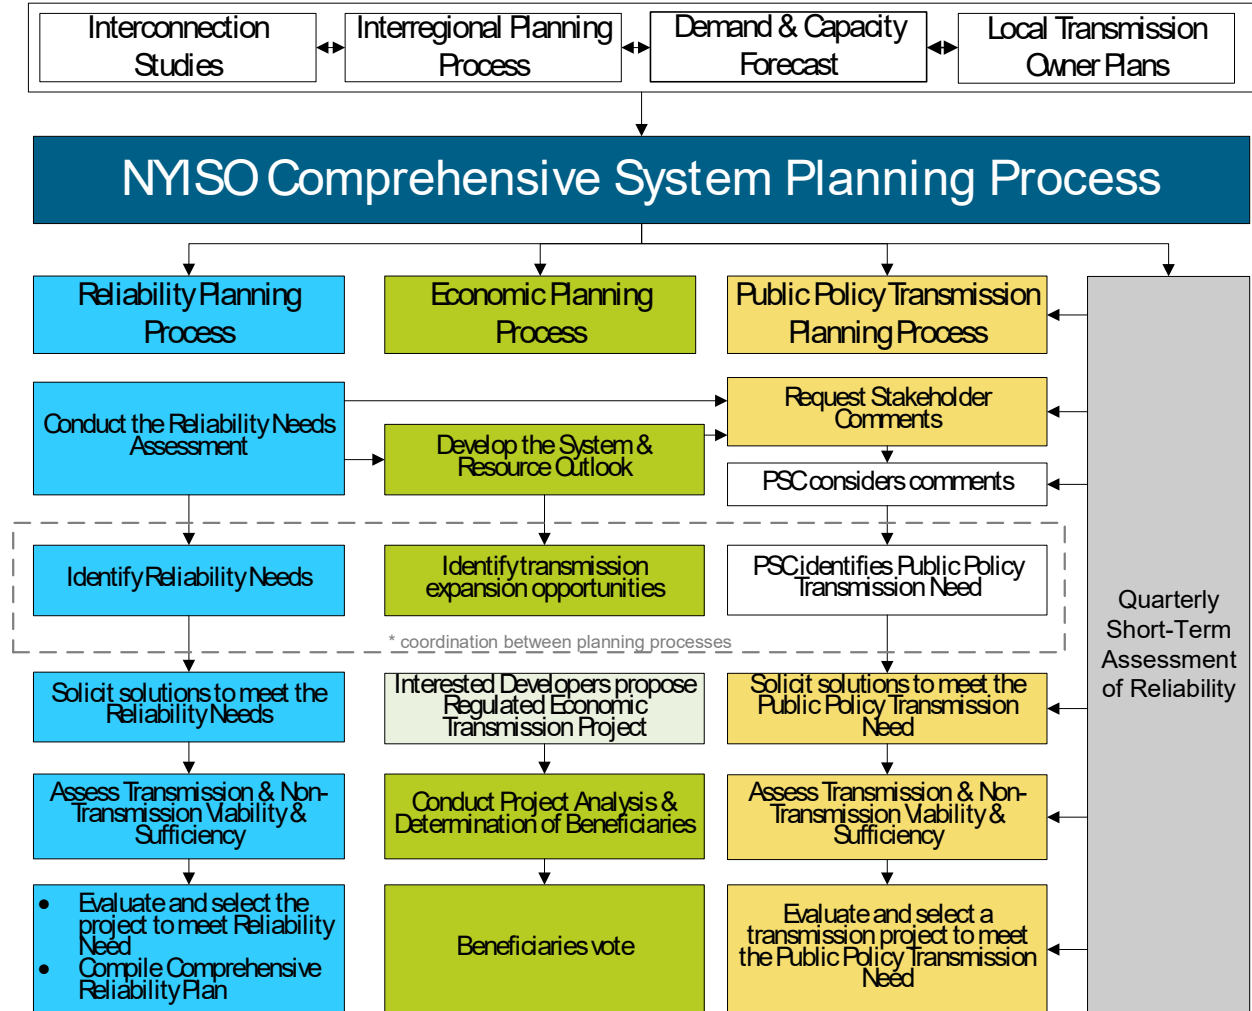 Interconnection
Studies
Interregional Planning
Process
Demand & Capacity
Forecast
Local Transmission
Owner Plans
NYISO Comprehensive System Planning Process
Reliability Planning
Process
Economic Planning
Process
Public Policy Transmission
Planning Process
Conduct the Reliability Needs
Assessment
Develop the System &
Resource Outlook
Request Stakeholder
Comments
PSC considers comments
Identify Reliability Needs
Identify transmission
expansion opportunities
PSC identifies Public Policy
Transmission Need
* coordination between planning processes
Quarterly
Short-Term
Assessment
of Reliability
Solicit solutions to meet the
Reliability Needs
Interested Developers propose
Regulated Economic
Transmission Project
Solicit solutions to meet the
Public Policy Transmission
Need
Assess Transmission & Non-
Transmission Viability &
Sufficiency
Conduct Project Analysis &
Determination of Beneficiaries
Assess Transmission & Non-
Transmission Viability &
Sufficiency
• Evaluate and select the
project to meet Reliability
Need
• Compile Comprehensive
Reliability Plan
Beneficiaries vote
Evaluate and select a
transmission project to meet
the Public Policy Transmission
Need